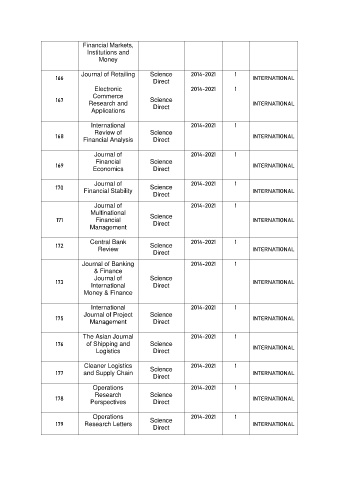 Financial Markets,
Institutions and
Money
166 Journal of Retailing Science Direct 2014-2021 1 INTERNATIONAL
167 Electronic Commerce Research and Applications Science Direct 2014-2021 1 INTERNATIONAL
168 International Review of Financial Analysis Science Direct 2014-2021 1 INTERNATIONAL
169 Journal of Financial Economics Science Direct 2014-2021 1 INTERNATIONAL
170 Journal of Financial Stability Science Direct 2014-2021 1 INTERNATIONAL
171 Journal of Multinational Financial Management Science Direct 2014-2021 1 INTERNATIONAL
172 Central Bank Review Science Direct 2014-2021 1 INTERNATIONAL
173 Journal of Banking & Finance Journal of International Money & Finance Science Direct 2014-2021 1 INTERNATIONAL
175 International Journal of Project Management Science Direct 2014-2021 1 INTERNATIONAL
176 The Asian Journal of Shipping and Logistics Science Direct 2014-2021 1 INTERNATIONAL
177 Cleaner Logistics and Supply Chain Science Direct 2014-2021 1 INTERNATIONAL
178 Operations Research Perspectives Science Direct 2014-2021 1 INTERNATIONAL
179 Operations Research Letters Science Direct 2014-2021 1 INTERNATIONAL